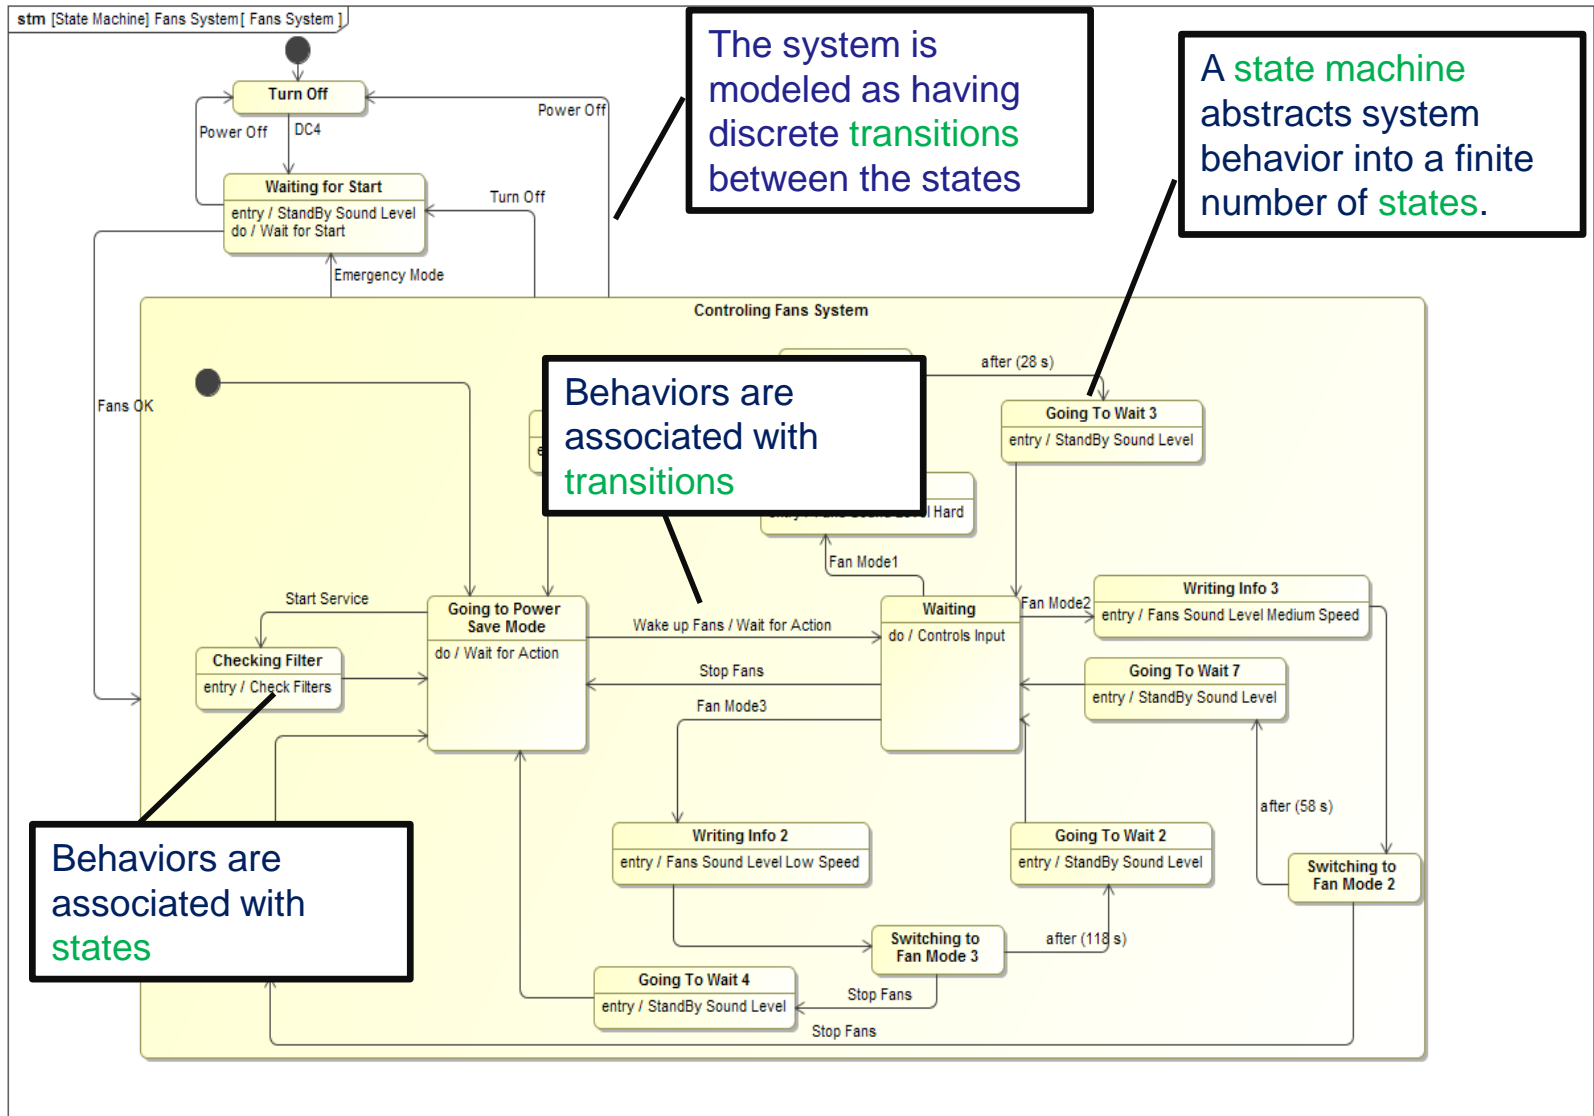 stm [State Machine] Fans System[ Fans System ]
The system is
modeled as having
discrete transitions
between the states
A state machine
abstracts system
behavior into a finite
number of states.
Turn Off
Power Off
DC4
Power Off
Waiting for Start
entry / StandBy Sound Level
do / Wait for Start
Turn Off
Emergency Mode
Fans OK
Controling Fans System
after (28 s)
Behaviors are
associated with
transitions
Going To Wait 3
entry / StandBy Sound Level
Level Hard
Fan Mode1
Start Service
Going to Power
Save Mode
do / Wait for Action
Wake up Fans / Wait for Action
Waiting
do / Controls Input
Fan Mode2
Writing Info 3
entry / Fans Sound Level Medium Speed
Checking Filter
entry / Check Filters
Stop Fans
Going To Wait 7
entry / StandBy Sound Level
Fan Mode3
after (58 s)
Behaviors are
associated with
states
Writing Info 2
entry / Fans Sound Level Low Speed
Going To Wait 2
entry / StandBy Sound Level
Switching to
Fan Mode 2
Switching to
Fan Mode 3
after (118 s)
Going To Wait 4
entry / StandBy Sound Level
Stop Fans
Stop Fans